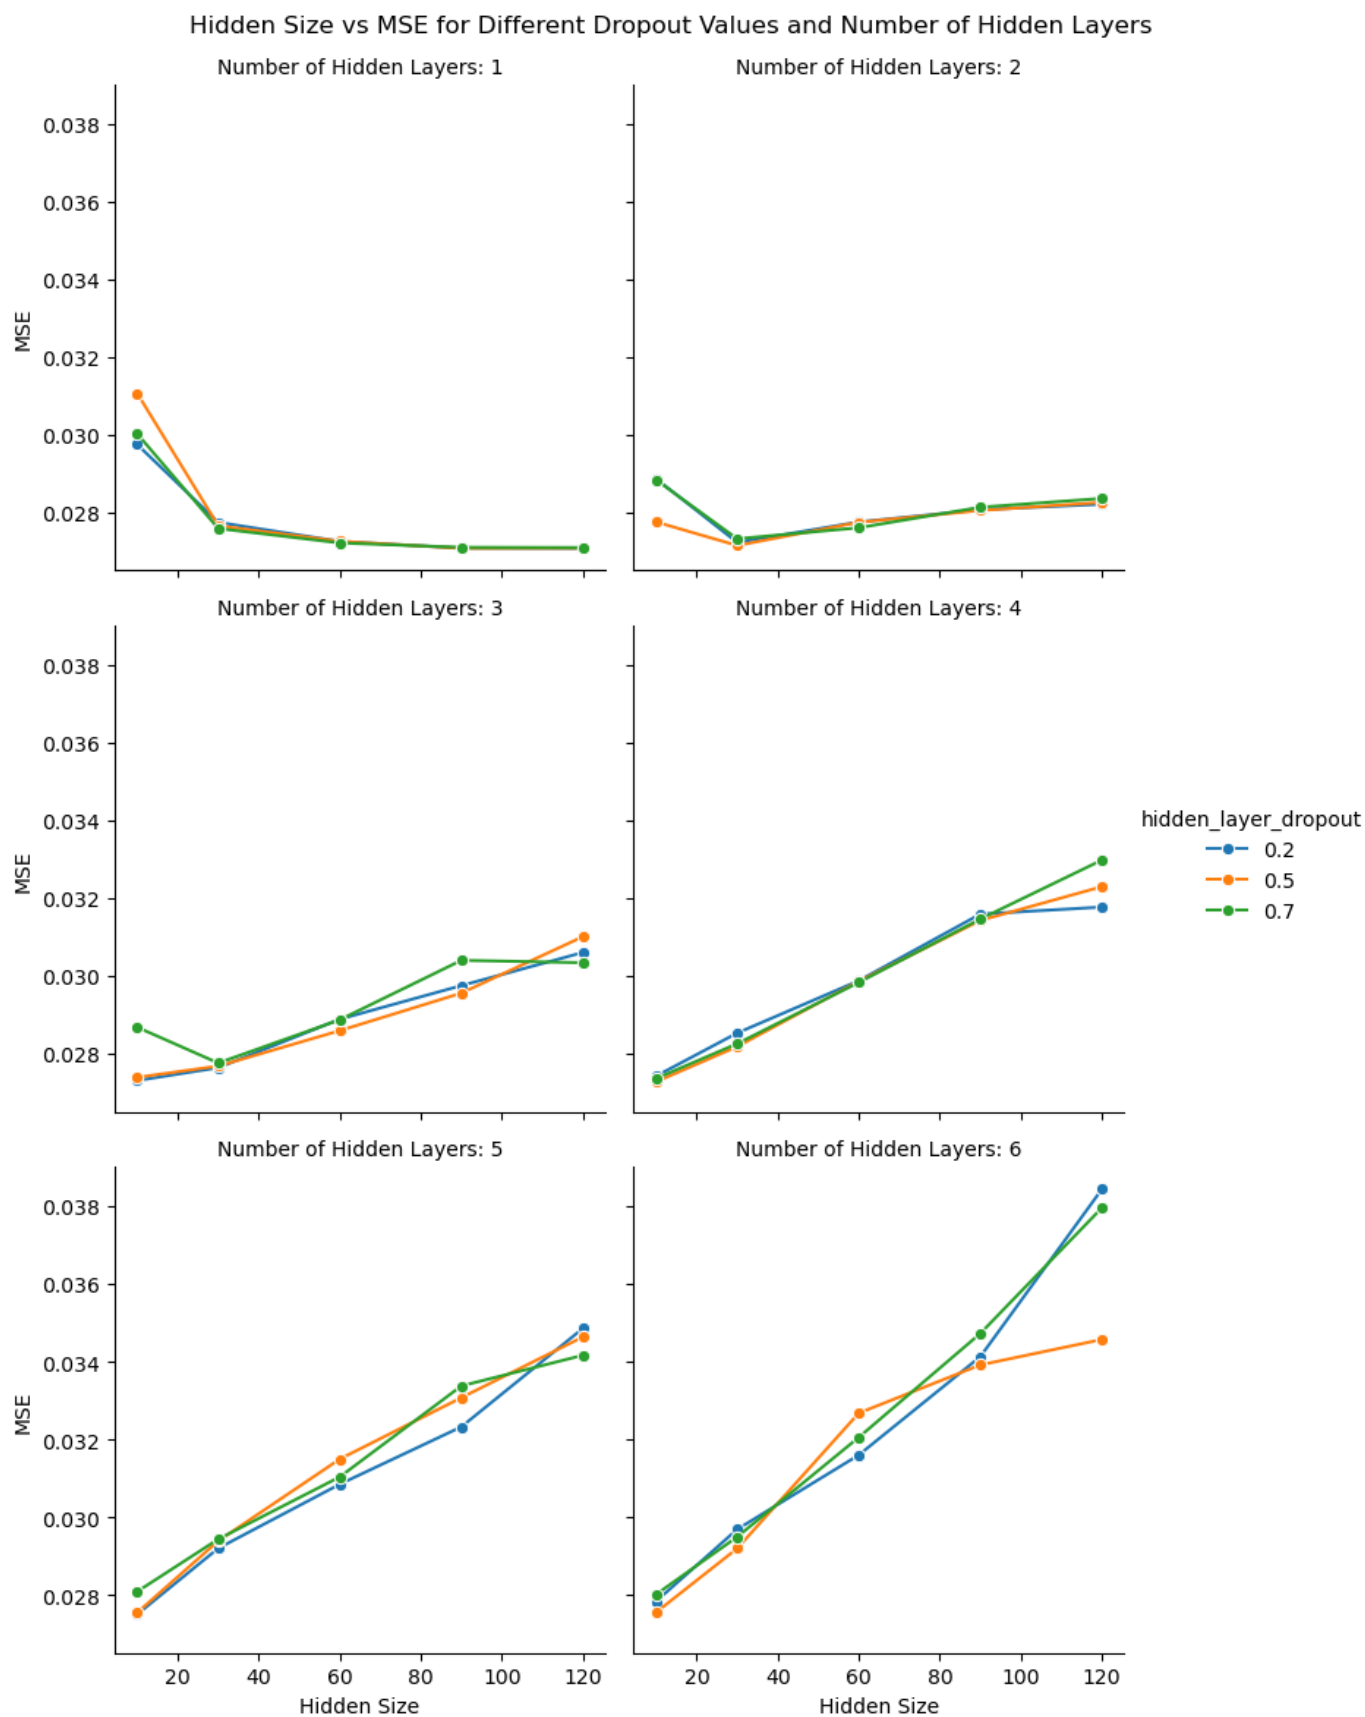 Hidden Size vs MSE for Different Dropout Values and Number of Hidden Layers
Number of Hidden Layers: 1
Number of Hidden Layers: 2
0.038
0.036
0.034
0.032
0.030
0.028
MSE
Number of Hidden Layers: 3
Number of Hidden Layers: 4
0.038
0.036
0.034
0.032
0.030
0.028
MSE
hidden_layer_dropout
0.2
0.5
0.7
Number of Hidden Layers: 5
Number of Hidden Layers: 6
0.038
0.036
0.034
0.032
0.030
0.028
MSE
20 40 60 80 100 120
20 40 60 80 100 120
Hidden Size
Hidden Size